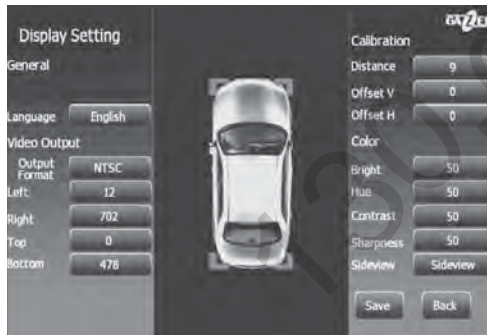 Display Setting
General
Language English
Video Output
Output Format NTSC
Left 12
Right 702
Top 0
Bottom 478
Calibration
Distance 9
Offset V 0
Offset H 0
Color
Bright 50
Hue 50
Contrast 50
Sharpness 50
Sideview Sideview
Save Back